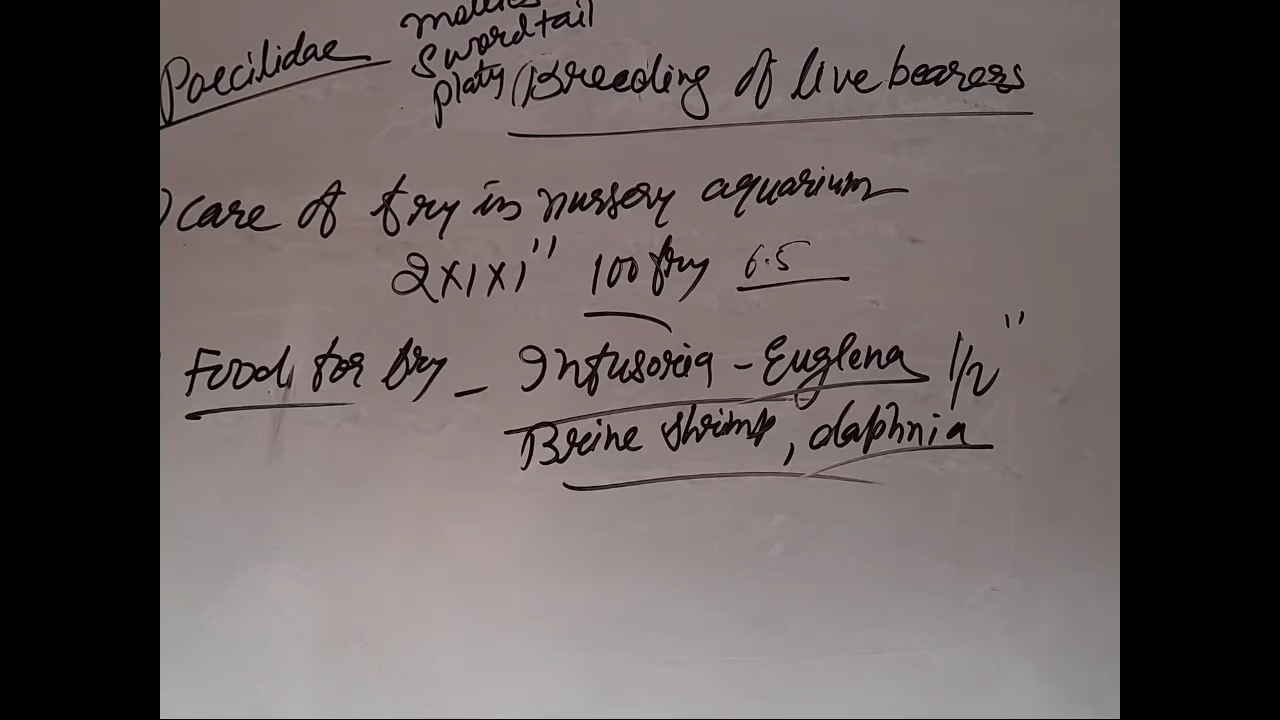 mollies
Swordtail
Poecilidae
platy (Breeding of live bearers
) care of fry in nursery aquarium
2x1x1" 100 fry 6.5
Food for fry - Infusoria - Euglena 1/2"
Brine shrimp, daphnia